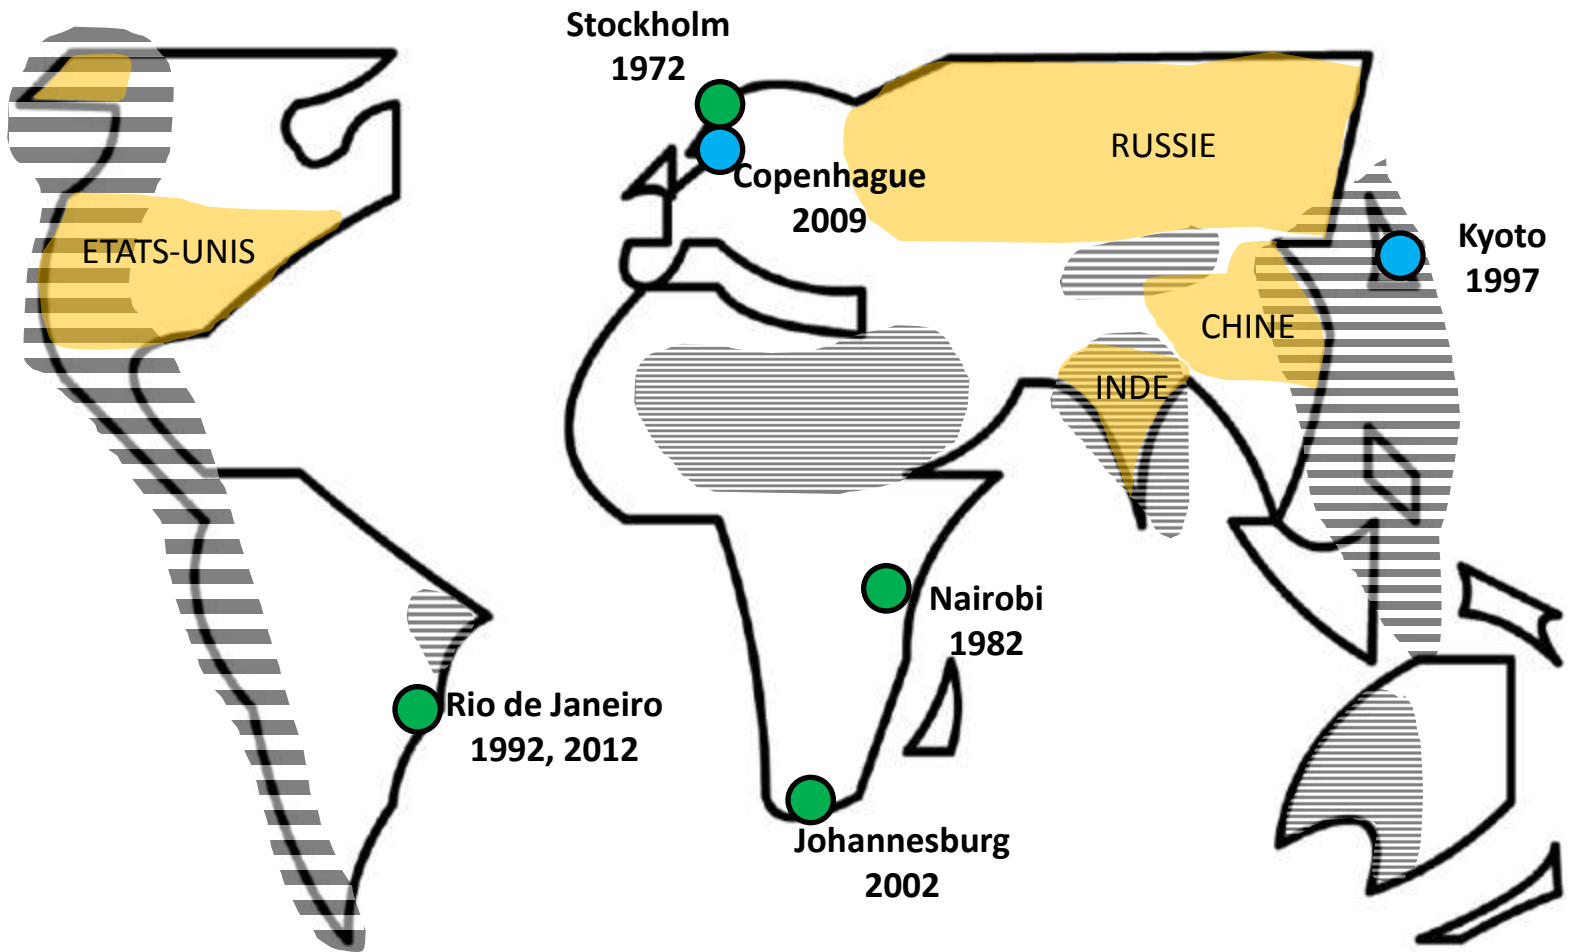 Stockholm
1972
RUSSIE
Copenhague
2009
ETATS-UNIS
Kyoto
1997
CHINE
INDE
Nairobi
1982
Rio de Janeiro
1992, 2012
Johannesburg
2002